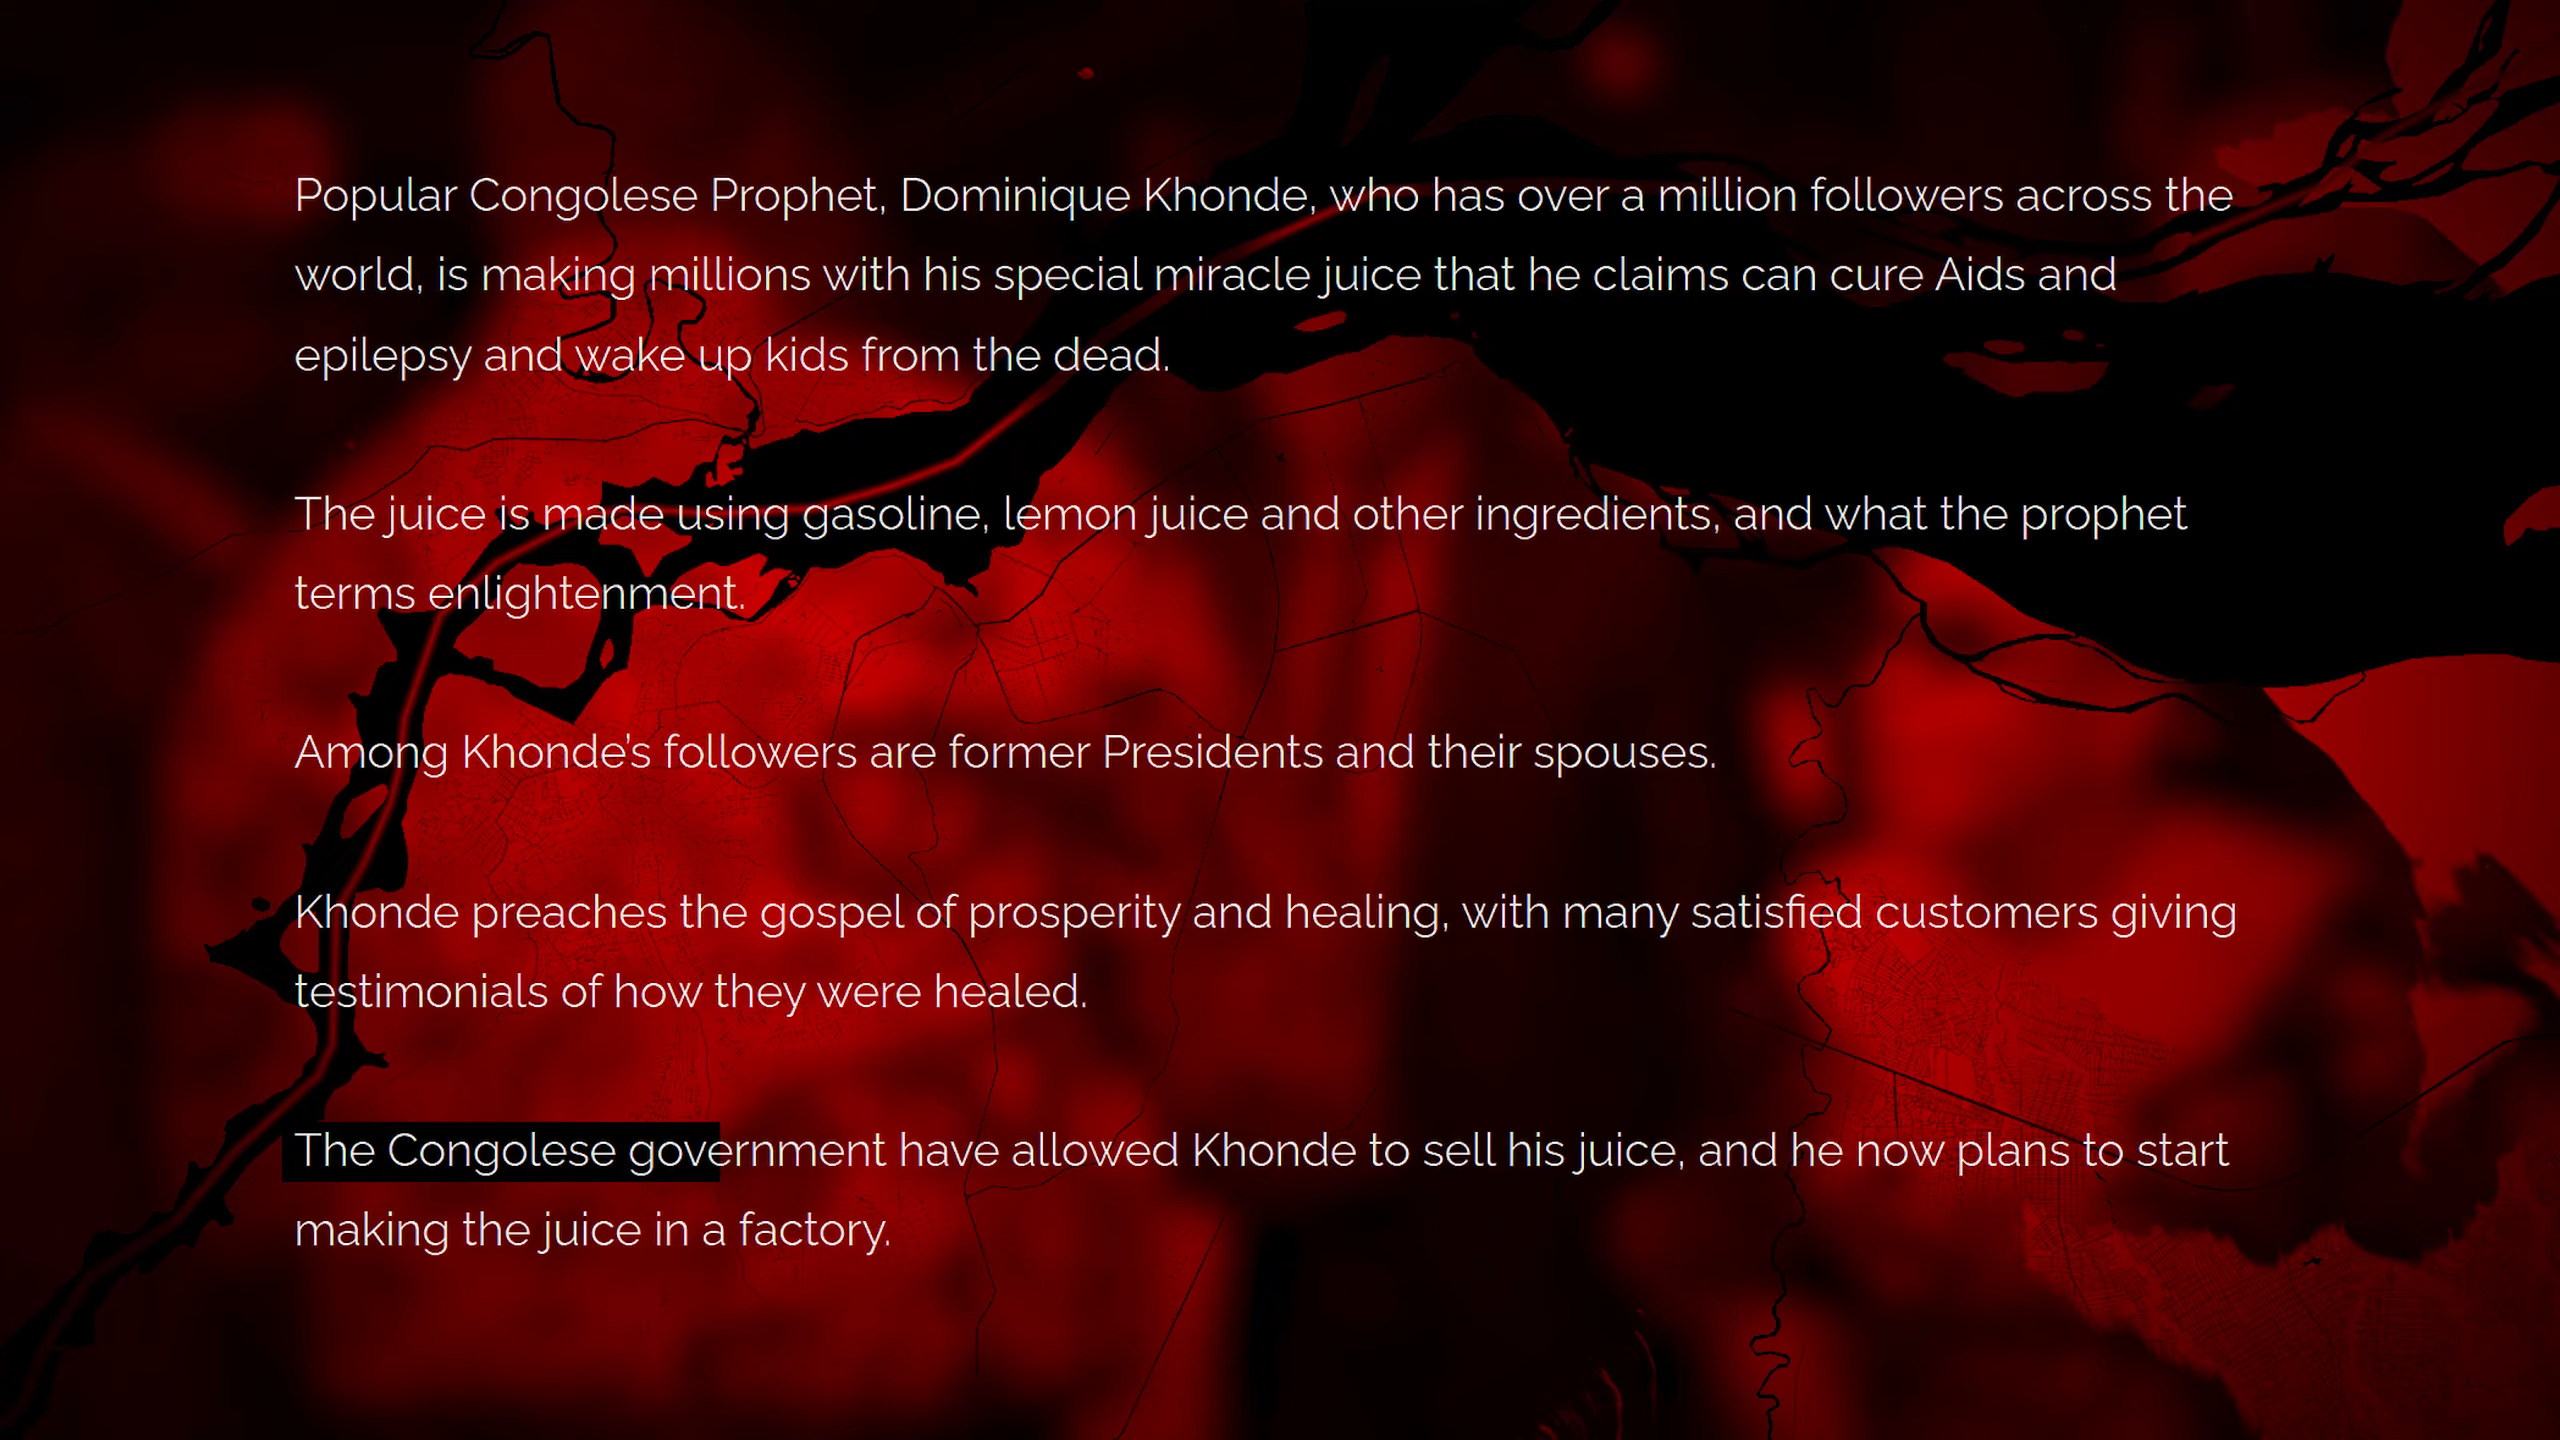 Popular Congolese Prophet, Dominique Khonde, who has over a million followers across the
world, is making millions with his special miracle juice that he claims can cure Aids and
epilepsy and wake up kids from the dead.
The juice is made using gasoline, lemon juice and other ingredients, and what the prophet
terms enlightenment.
Among Khonde’s followers are former Presidents and their spouses.
Khonde preaches the gospel of prosperity and healing, with many satisfied customers giving
testimonials of how they were healed.
The Congolese government have allowed Khonde to sell his juice, and he now plans to start
making the juice in a factory.